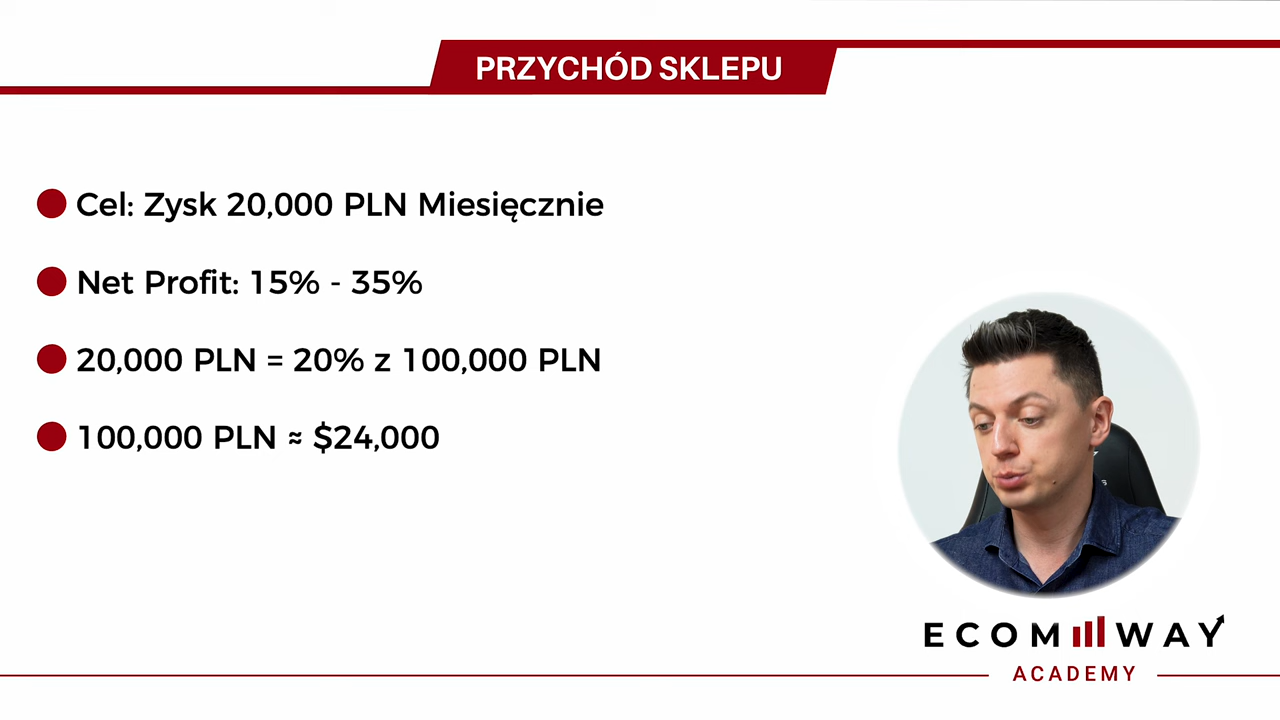 PRZYCHÓD SKLEPU
Cel: Zysk 20,000 PLN Miesięcznie
Net Profit: 15% - 35%
20,000 PLN = 20% z 100,000 PLN
100,000 PLN ≈ $24,000
ECOM WAY
ACADEMY